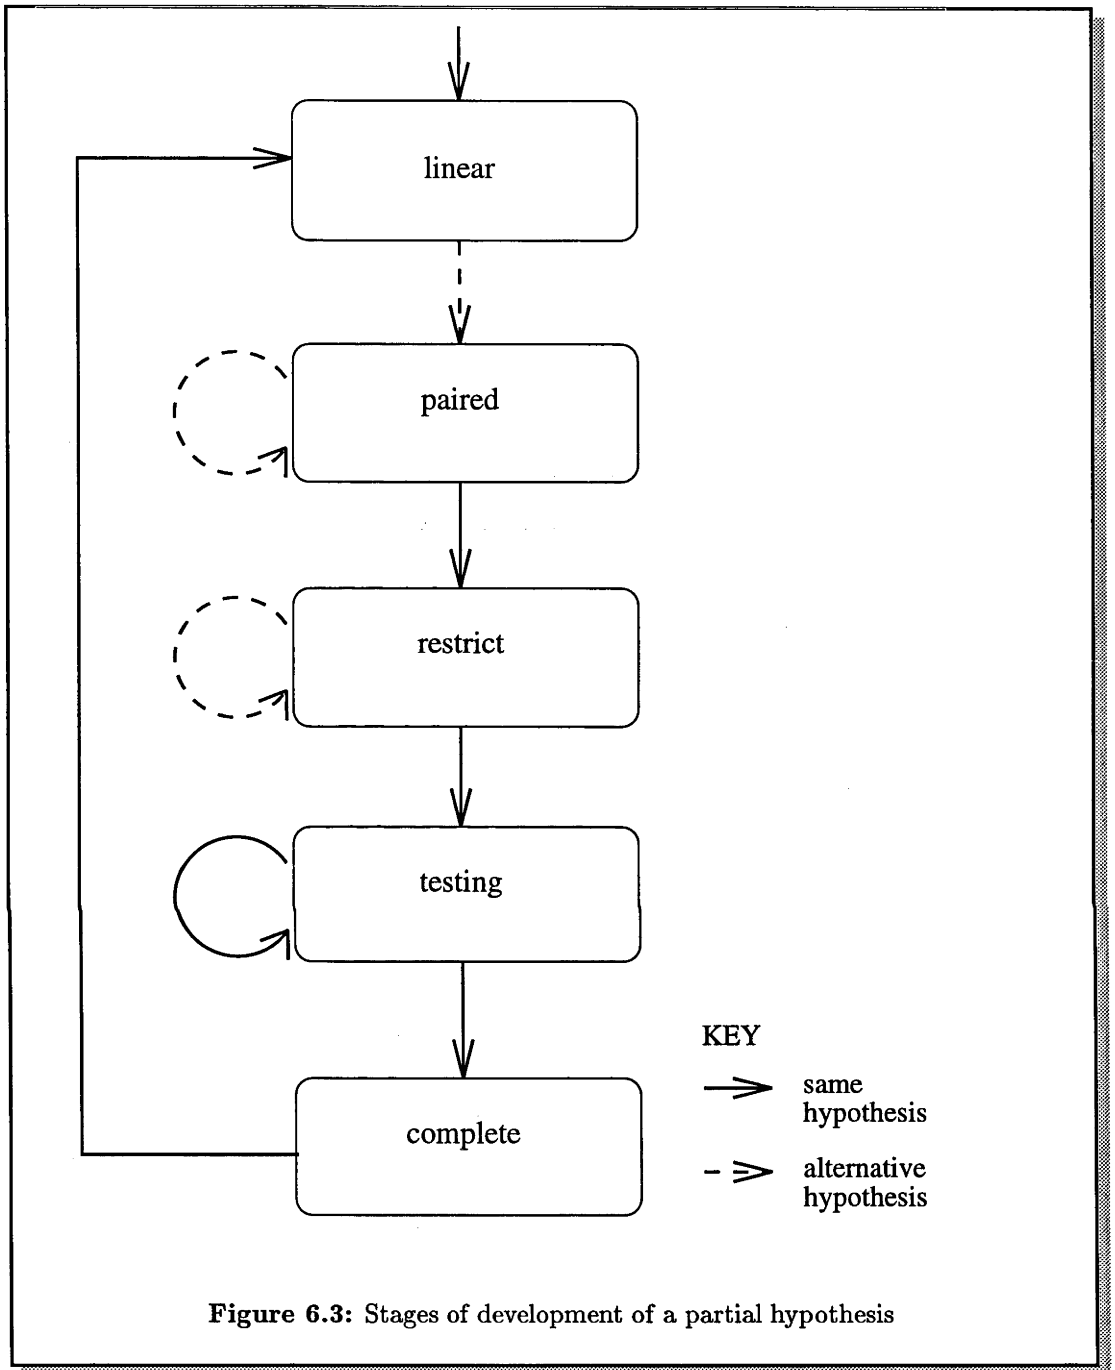 linear
paired
restrict
testing
complete
KEY
same
hypothesis
alternative
hypothesis
Figure 6.3: Stages of development of a partial hypothesis